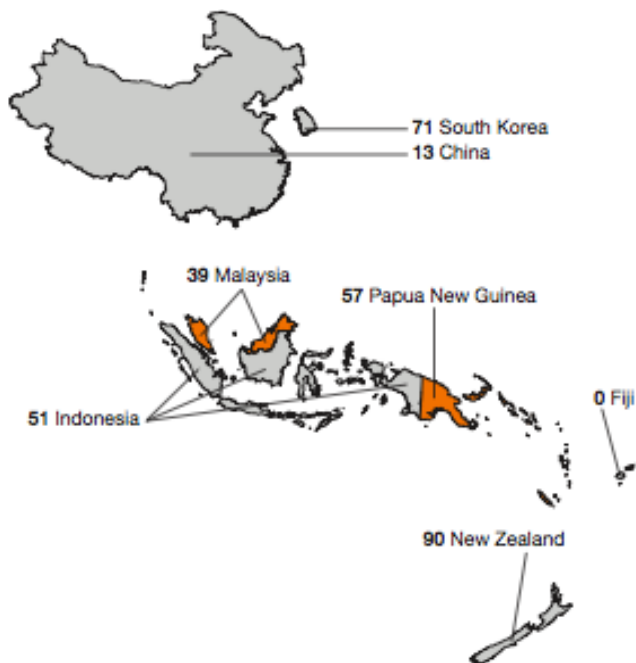 71 South Korea
13 China
39 Malaysia
57 Papua New Guinea
0 Fiji
51 Indonesia
90 New Zealand